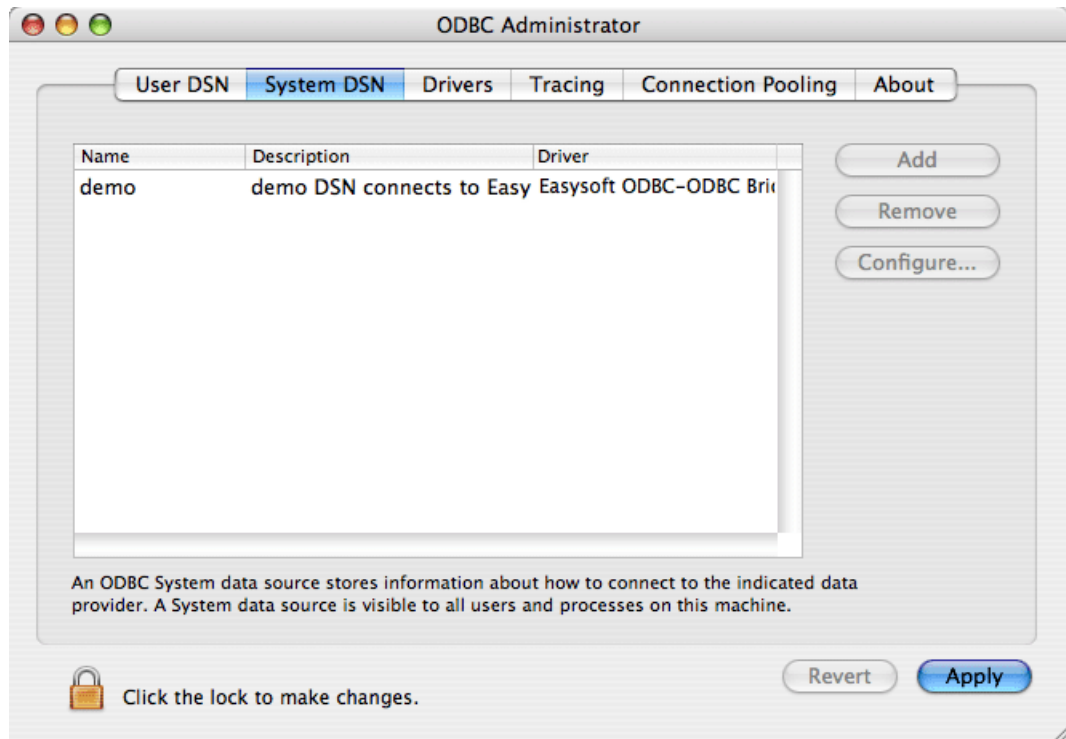 ODBC Administrator
User DSN System DSN Drivers Tracing Connection Pooling About
Name Description Driver
demo demo DSN connects to Easy Easysoft ODBC-ODBC
Add
Remove
Configure...
An ODBC System data source stores information about how to connect to the indicated data
provider. A System data source is visible to all users and processes on this machine.
Click the lock to make changes.
Revert Apply